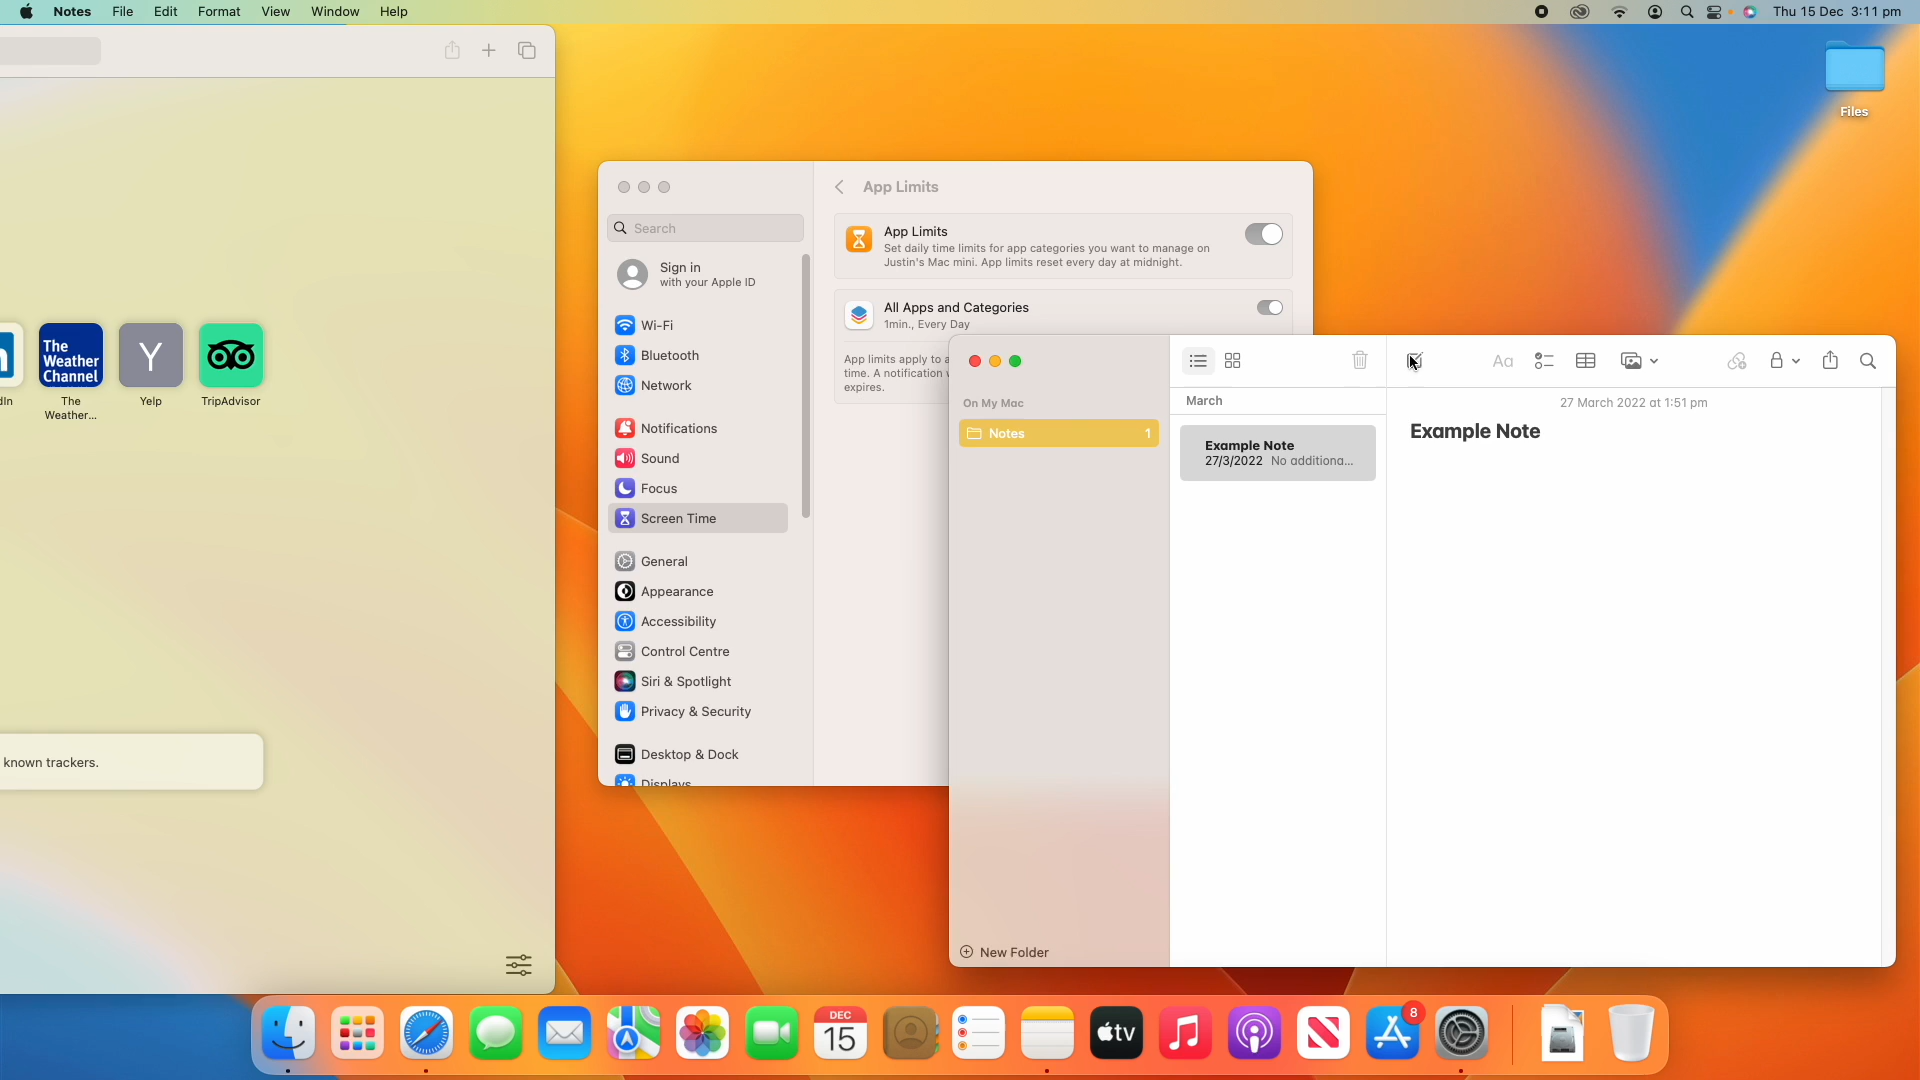 Notes File Edit Format View Window Help
Thu 15 Dec 3:11 pm
Files
The
Weather
Channel
Y
The
Weather...
Yelp
TripAdvisor
known trackers.
Search
Sign in
with your Apple ID
Wi-Fi
Bluetooth
Network
Notifications
Sound
Focus
Screen Time
General
Appearance
Accessibility
Control Centre
Siri & Spotlight
Privacy & Security
Desktop & Dock
Displays
App Limits
App Limits
Set daily time limits for app categories you want to manage on
Justin's Mac mini. App limits reset every day at midnight.
All Apps and Categories
1min., Every Day
App limits apply to a
time. A notification
expires.
On My Mac
Notes 1
New Folder
March
Example Note
27/3/2022 No additiona...
Aa
27 March 2022 at 1:51 pm
Example Note
DEC
15
tv
8